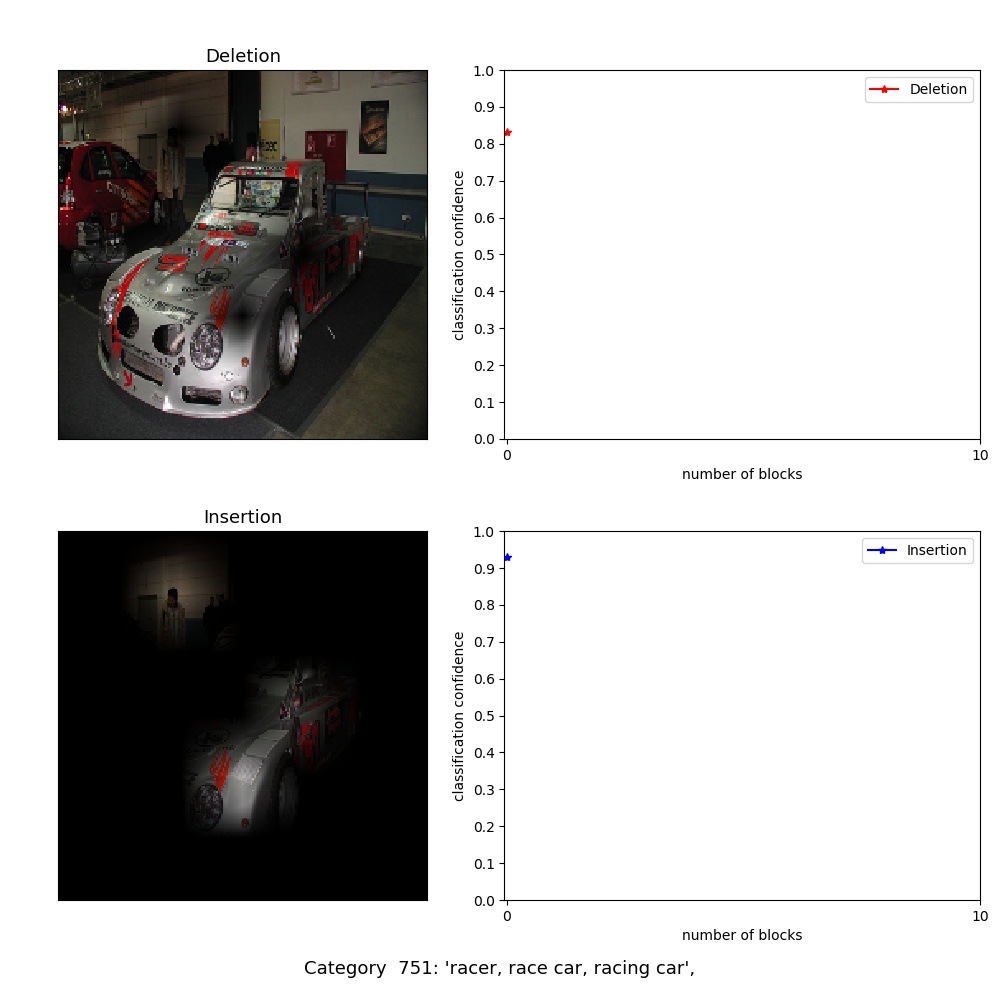 Deletion
1.0
0.9
0.8
0.7
0.6
0.5
0.4
0.3
0.2
0.1
0.0
classification confidence
Deletion
0
10
number of blocks
Insertion
1.0
0.9
0.8
0.7
0.6
0.5
0.4
0.3
0.2
0.1
0.0
classification confidence
Insertion
0
10
number of blocks
Category  751: 'racer, race car, racing car',